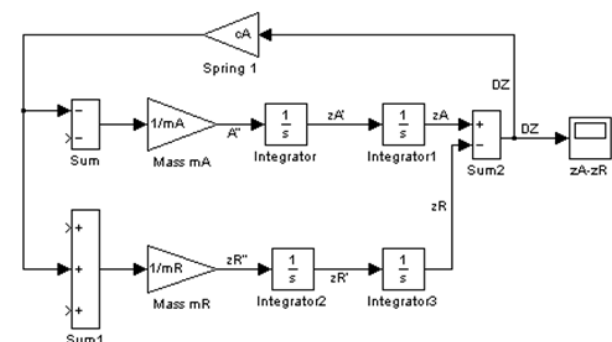 cA
Spring 1
DZ
−
−
Sum
1/mA
A''
Mass mA
1
s
Integrator
zA'
1
s
Integrator1
zA
+
−
Sum2
DZ
zA-zR
zR
+
+
+
Sum1
1/mR
Mass mR
zR''
1
s
Integrator2
zR'
1
s
Integrator3